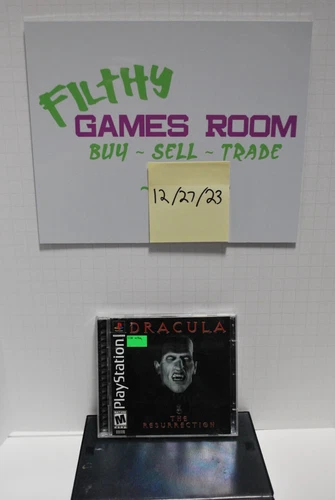 FILTHY
GAMES ROOM
BUY ~ SELL ~ TRADE
12/27/23
DRACULA
PlayStation
M
THE
RESURRECTION